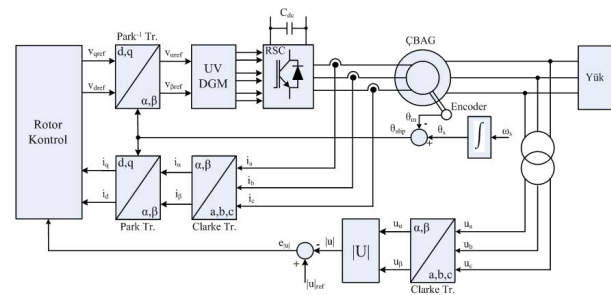 Park⁻¹ Tr.
C_dc
ÇBAG
v_qref
d,q
v_αref
UV
DGM
RSC
Yük
v_dref
α,β
v_βref
Encoder
θ_m
-
θ_slip
+
θ_s
∫
ω_s
Rotor
Kontrol
i_q
d,q
i_α
α,β
i_a
i_b
i_d
α,β
i_β
a,b,c
i_c
Park Tr.
Clarke Tr.
e_|u|
-
|u|
|U|
u_α
α,β
u_a
u_b
+
|u|_ref
u_β
a,b,c
u_c
Clarke Tr.